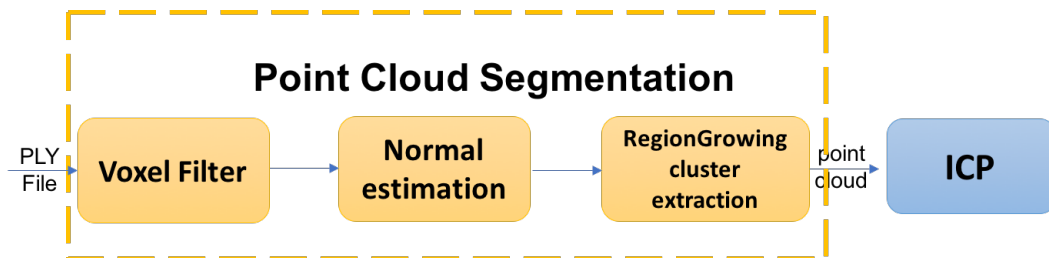 Point Cloud Segmentation
PLY
File
Voxel Filter
Normal
estimation
RegionGrowing
cluster
extraction
point
cloud
ICP